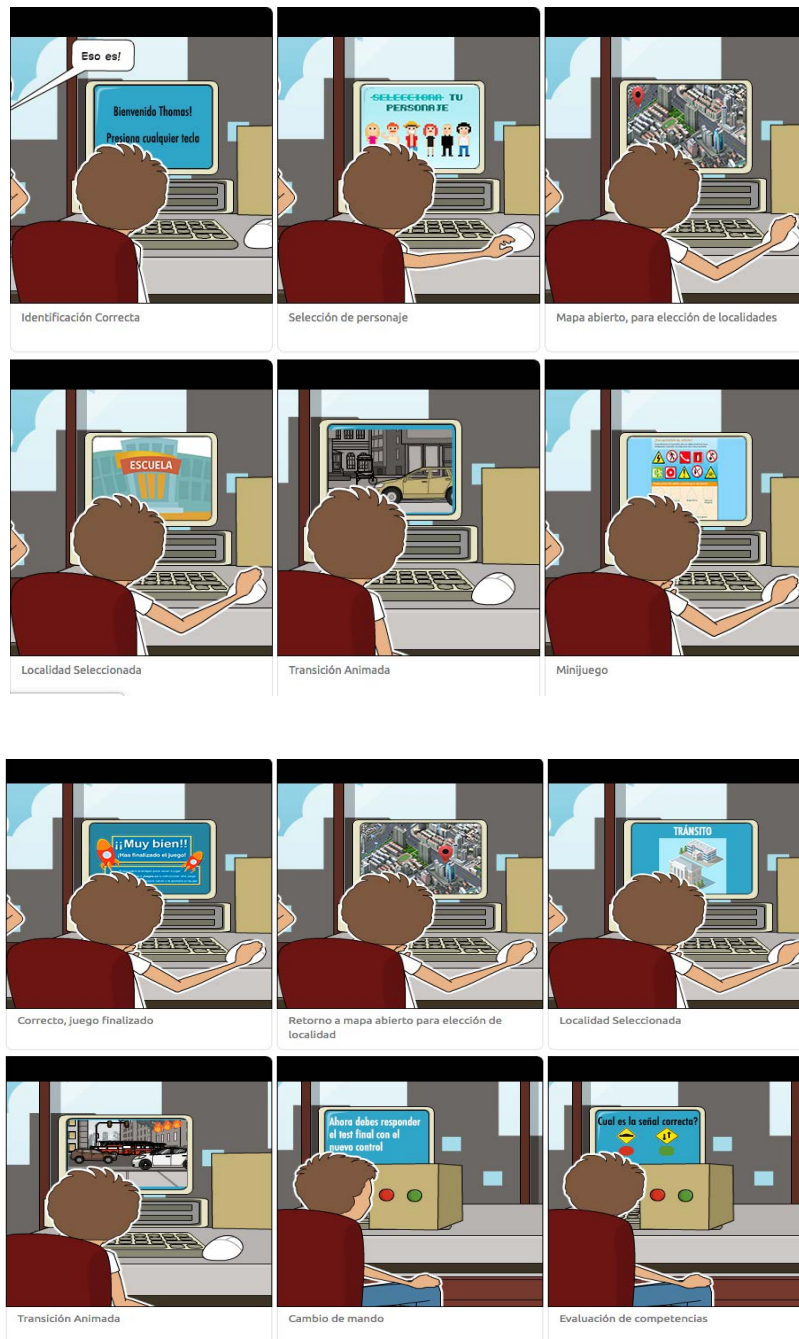 Eso es!
Bienvenido Thomas!
Presiona cualquier tecla
SELECCIONA TU
PERSONAJE
Identificación Correcta
Selección de personaje
Mapa abierto, para elección de localidades
ESCUELA
Localidad Seleccionada
Transición Animada
Minijuego
¡¡Muy bien!!
¡Has finalizado el juego!
TRÁNSITO
Correcto, juego finalizado
Retorno a mapa abierto para elección de
localidad
Localidad Seleccionada
Ahora debes responder
el test final con el
nuevo control
Cual es la señal correcta?
Transición Animada
Cambio de mando
Evaluación de competencias